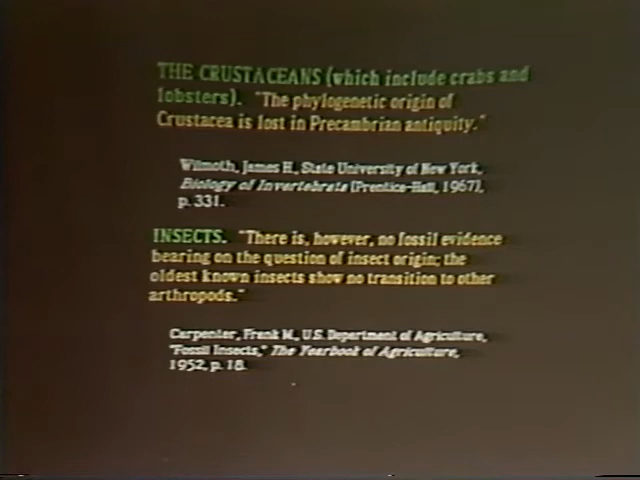 THE CRUSTACEANS (which include crabs and
lobsters). "The phylogenetic origin of
Crustacea is lost in Precambrian antiquity."
Wilmoth, James H., State University of New York,
Biology of Invertebrata (Prentice-Hall, 1967),
p. 331.
INSECTS. "There is, however, no fossil evidence
bearing on the question of insect origin; the
oldest known insects show no transition to other
arthropods."
Carpenter, Frank M., U.S. Department of Agriculture,
"Fossil Insects," The Yearbook of Agriculture,
1952, p. 18.